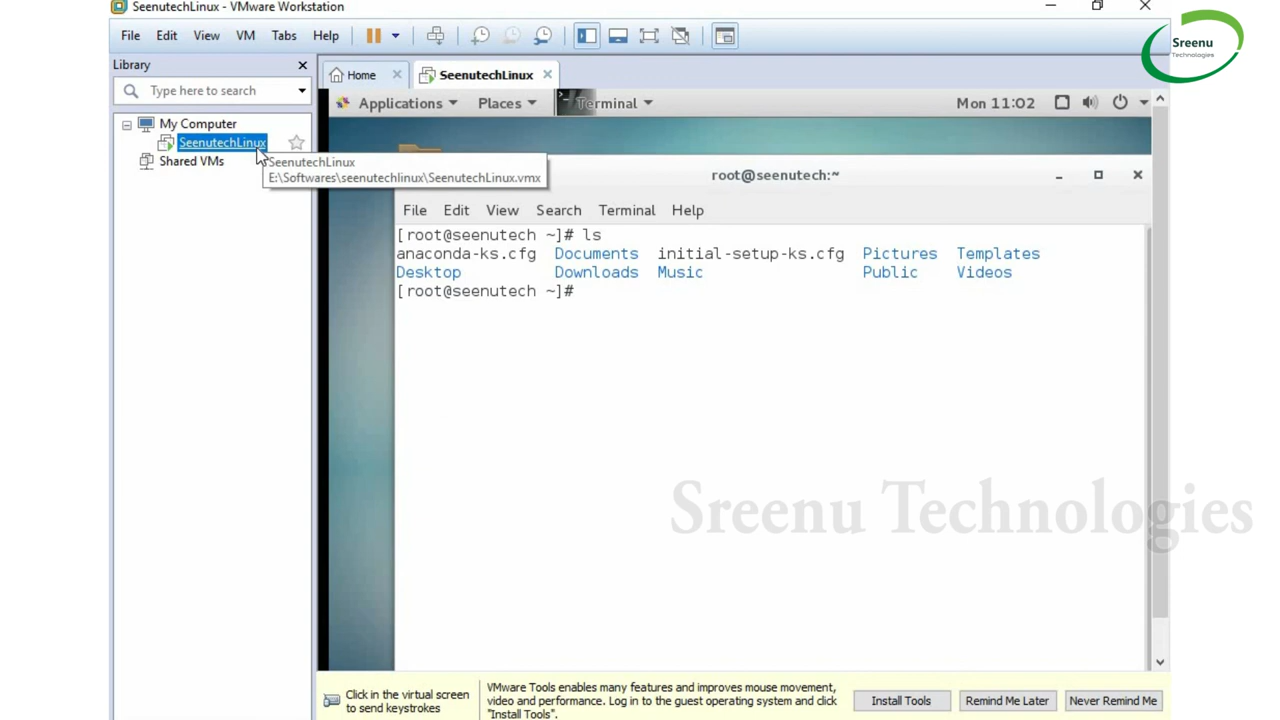 SeenutechLinux - VMware Workstation
File Edit View VM Tabs Help
Sreenu
Technologies
Library
Type here to search
My Computer
SeenutechLinux
Shared VMs
SeenutechLinux
E:\Softwares\seenutechlinux\SeenutechLinux.vmx
Home
SeenutechLinux
Applications Places Terminal Mon 11:02
root@seenutech:~
File Edit View Search Terminal Help
[root@seenutech ~]# ls
anaconda-ks.cfg Documents initial-setup-ks.cfg Pictures Templates
Desktop Downloads Music Public Videos
[root@seenutech ~]#
Sreenu Technologies
Click in the virtual screen
to send keystrokes
VMware Tools enables many features and improves mouse movement,
video and performance. Log in to the guest operating system and click
"Install Tools".
Install Tools
Remind Me Later
Never Remind Me